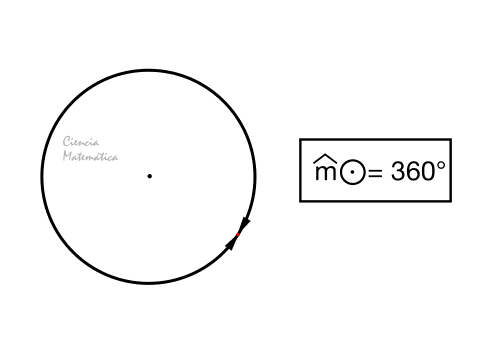 Ciencia
Matemática
m̂⊙= 360°